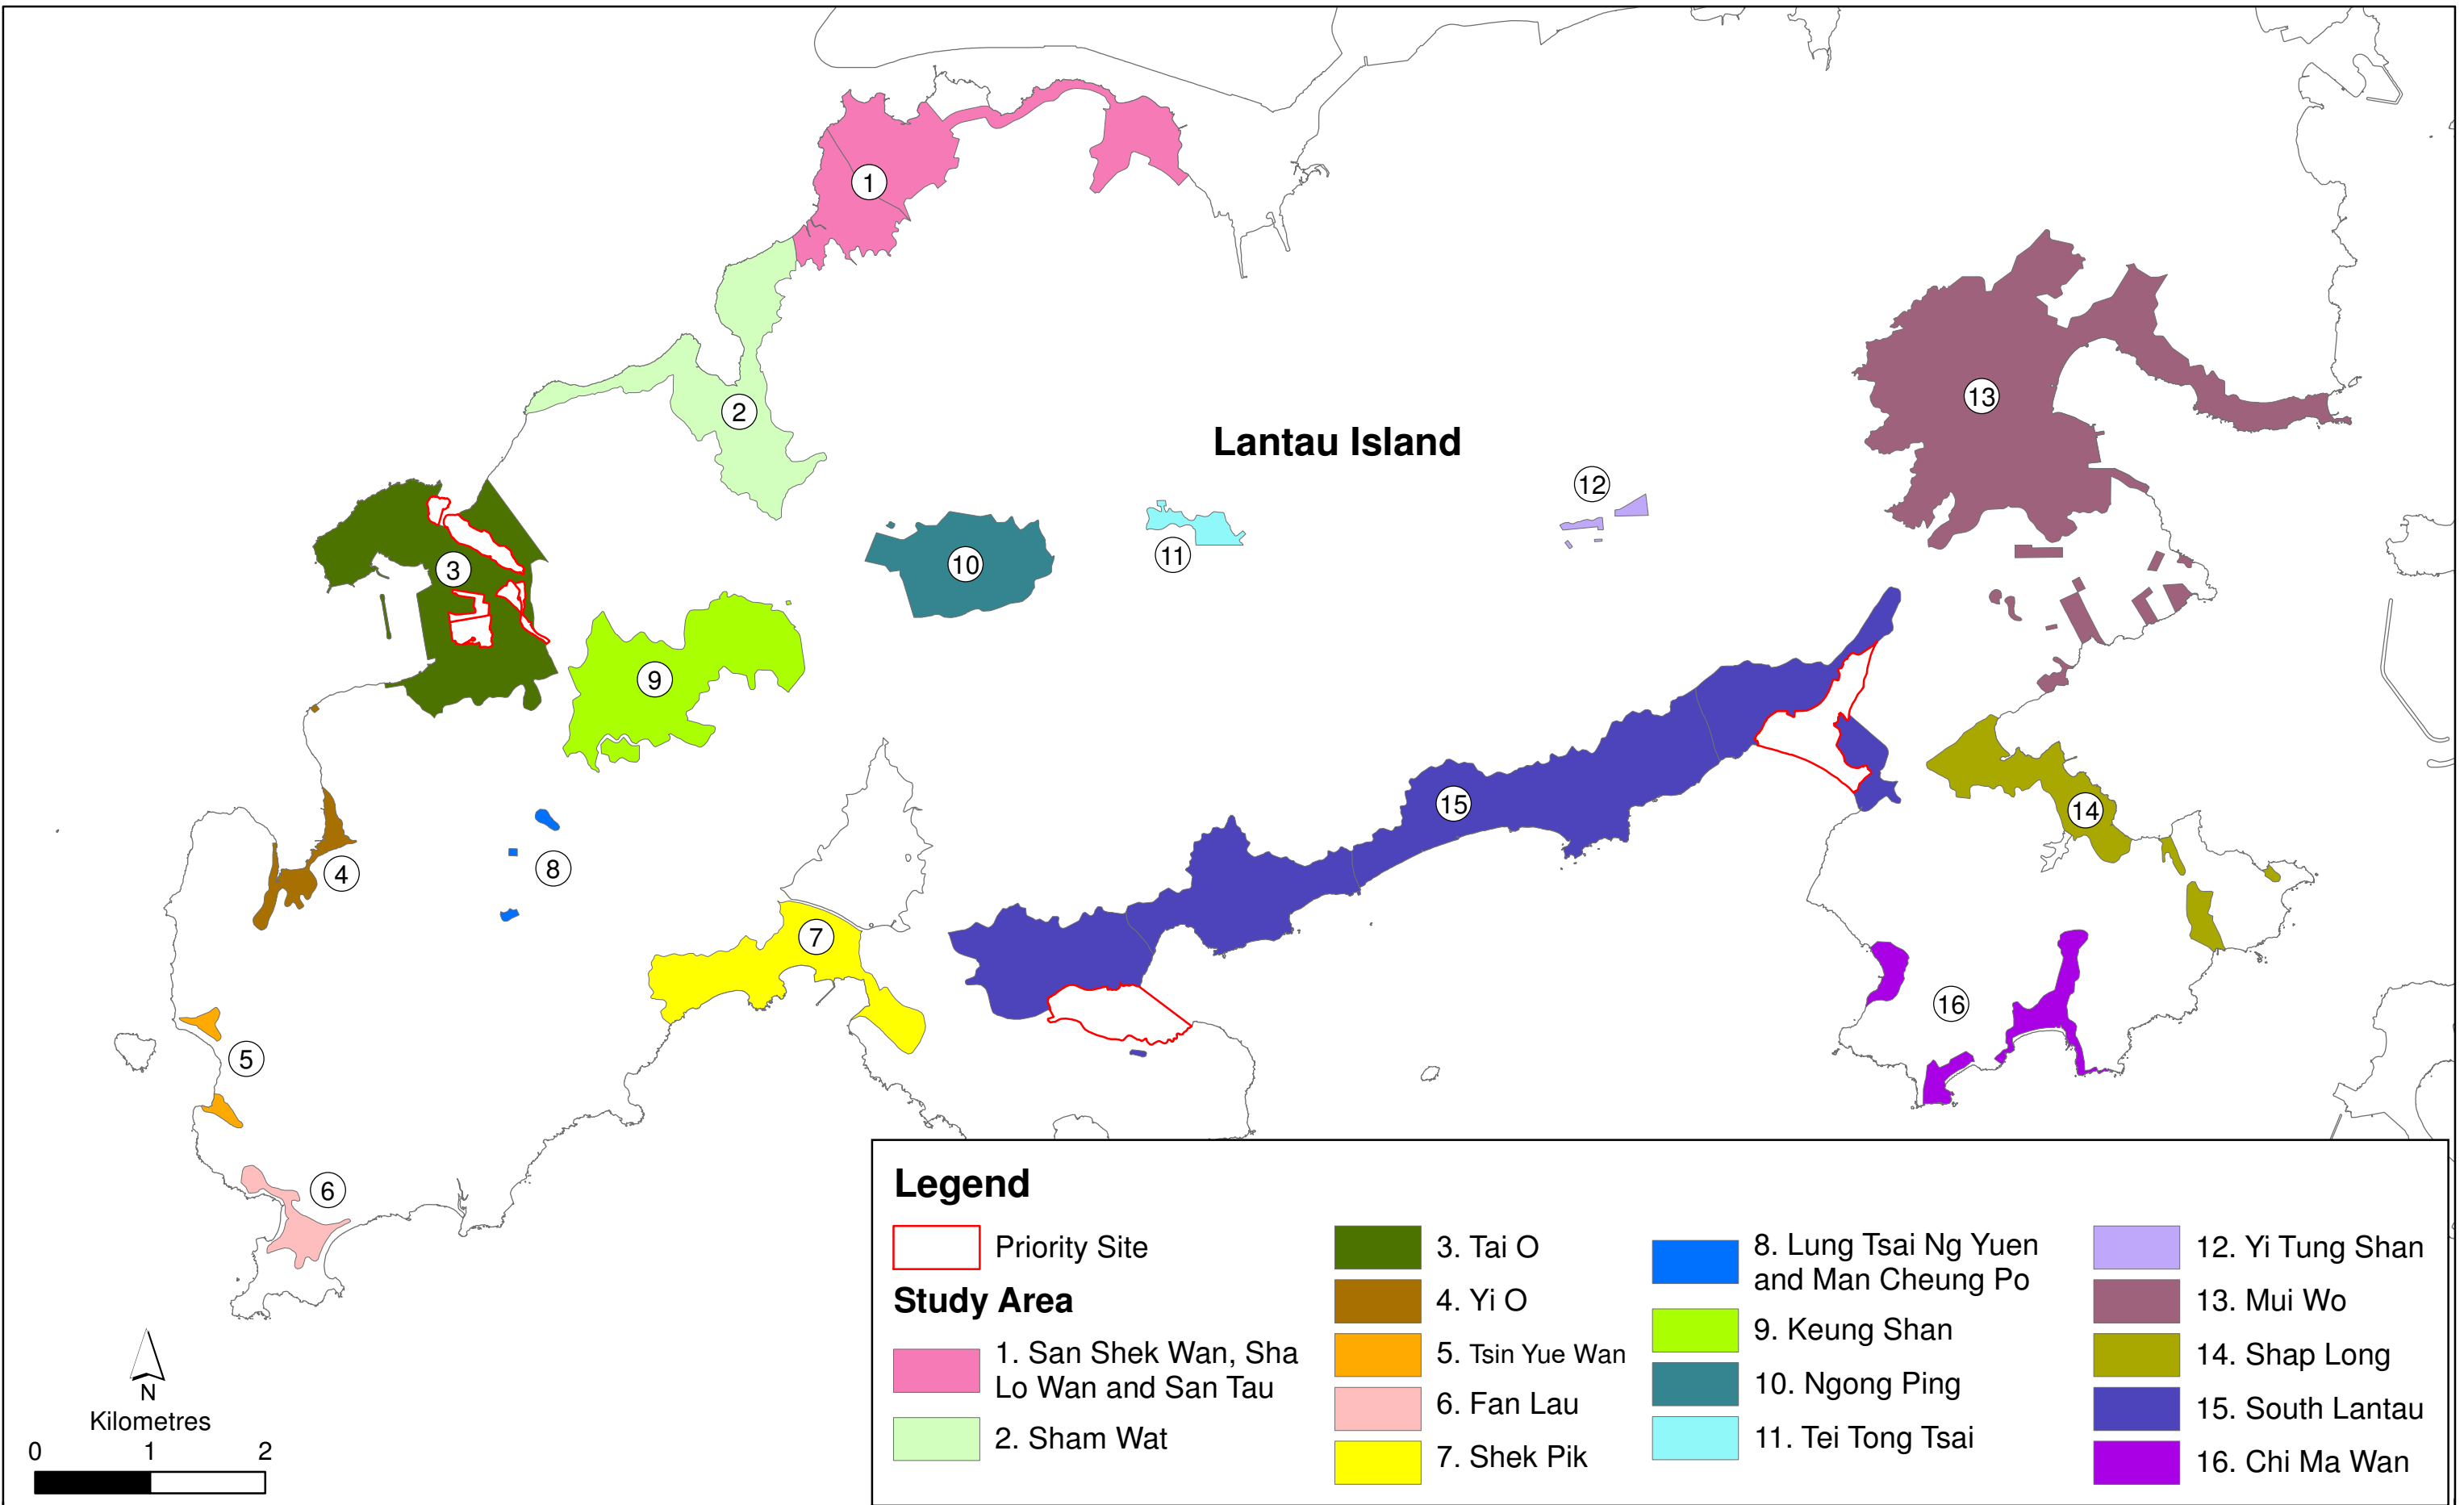 1
2
Lantau Island
13
12
3
10
11
9
15
14
4
8
7
16
5
6
Legend
Priority Site
Study Area
1. San Shek Wan, Sha
Lo Wan and San Tau
2. Sham Wat
3. Tai O
4. Yi O
5. Tsin Yue Wan
6. Fan Lau
7. Shek Pik
8. Lung Tsai Ng Yuen
and Man Cheung Po
9. Keung Shan
10. Ngong Ping
11. Tei Tong Tsai
12. Yi Tung Shan
13. Mui Wo
14. Shap Long
15. South Lantau
16. Chi Ma Wan
N
Kilometres
0 1 2